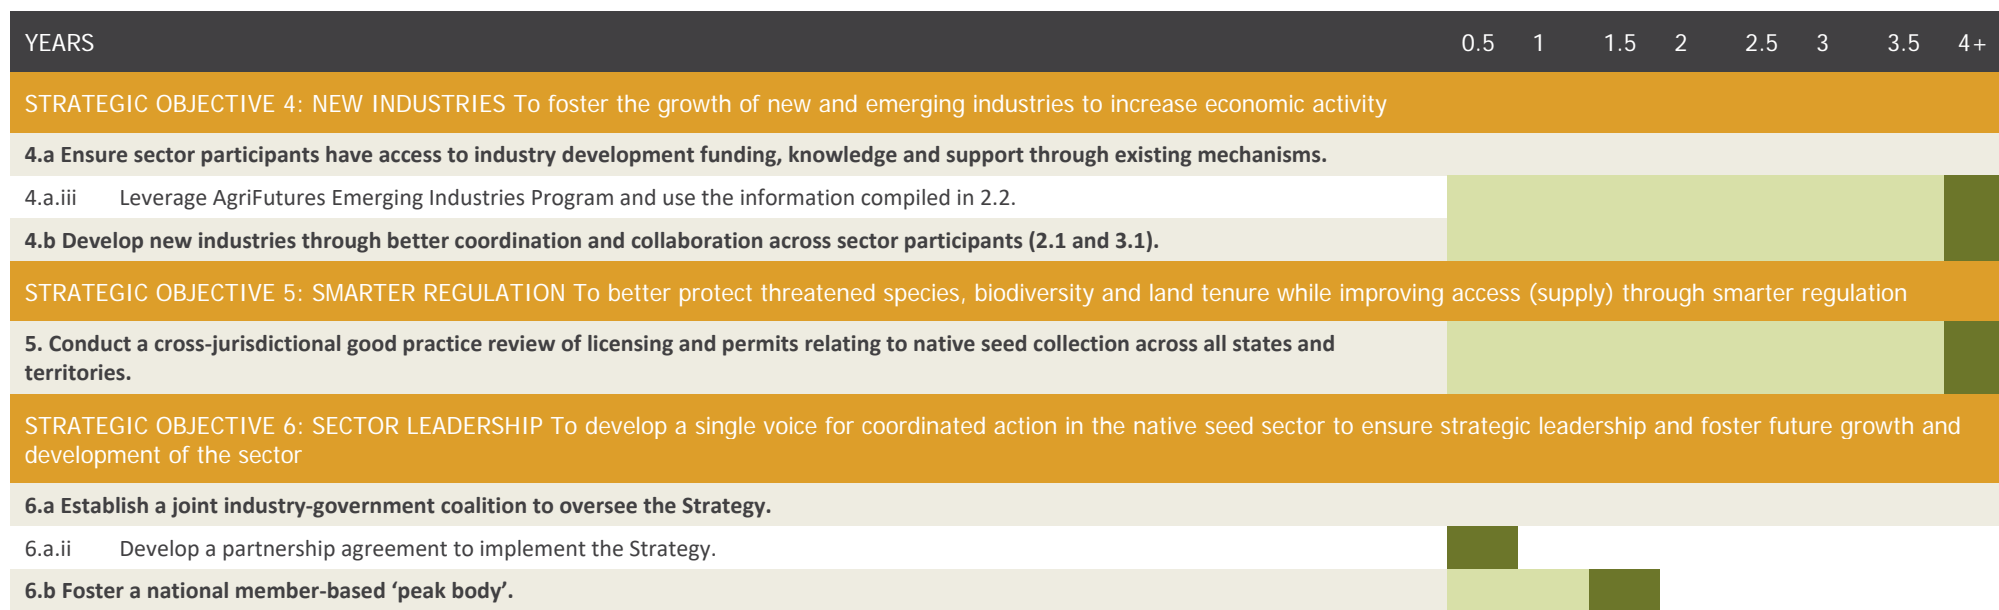 YEARS 0.5 1 1.5 2 2.5 3 3.5 4+
STRATEGIC OBJECTIVE 4: NEW INDUSTRIES To foster the growth of new and emerging industries to increase economic activity
4.a Ensure sector participants have access to industry development funding, knowledge and support through existing mechanisms.
4.a.iii Leverage AgriFutures Emerging Industries Program and use the information compiled in 2.2.
4.b Develop new industries through better coordination and collaboration across sector participants (2.1 and 3.1).
STRATEGIC OBJECTIVE 5: SMARTER REGULATION To better protect threatened species, biodiversity and land tenure while improving access (supply) through smarter regulation
5. Conduct a cross-jurisdictional good practice review of licensing and permits relating to native seed collection across all states and
territories.
STRATEGIC OBJECTIVE 6: SECTOR LEADERSHIP To develop a single voice for coordinated action in the native seed sector to ensure strategic leadership and foster future growth and
development of the sector
6.a Establish a joint industry-government coalition to oversee the Strategy.
6.a.ii Develop a partnership agreement to implement the Strategy.
6.b Foster a national member-based ‘peak body’.